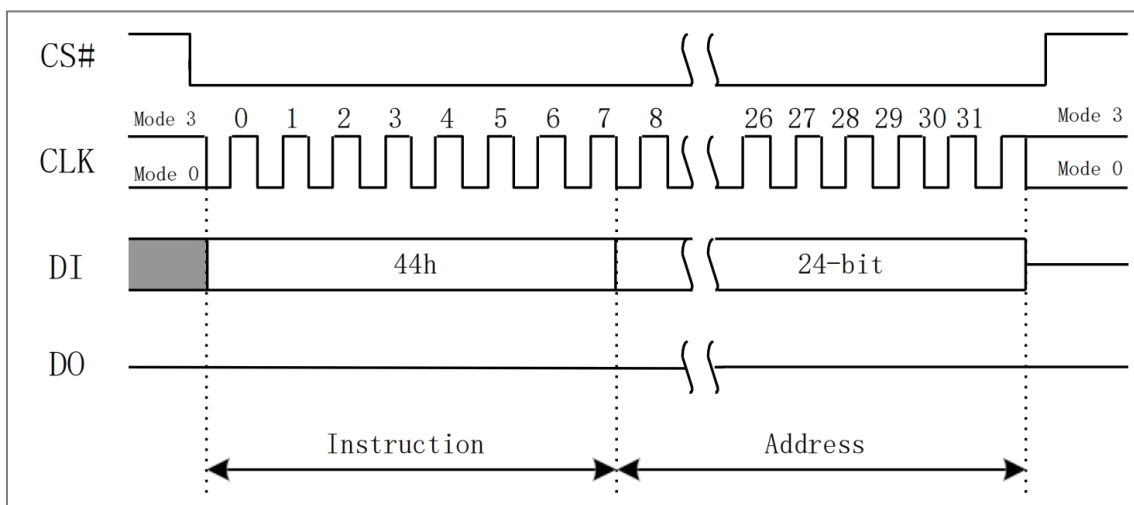 CS#
Mode 3 0 1 2 3 4 5 6 7 8 26 27 28 29 30 31 Mode 3
CLK
Mode 0 Mode 0
DI 44h 24-bit
DO
Instruction Address